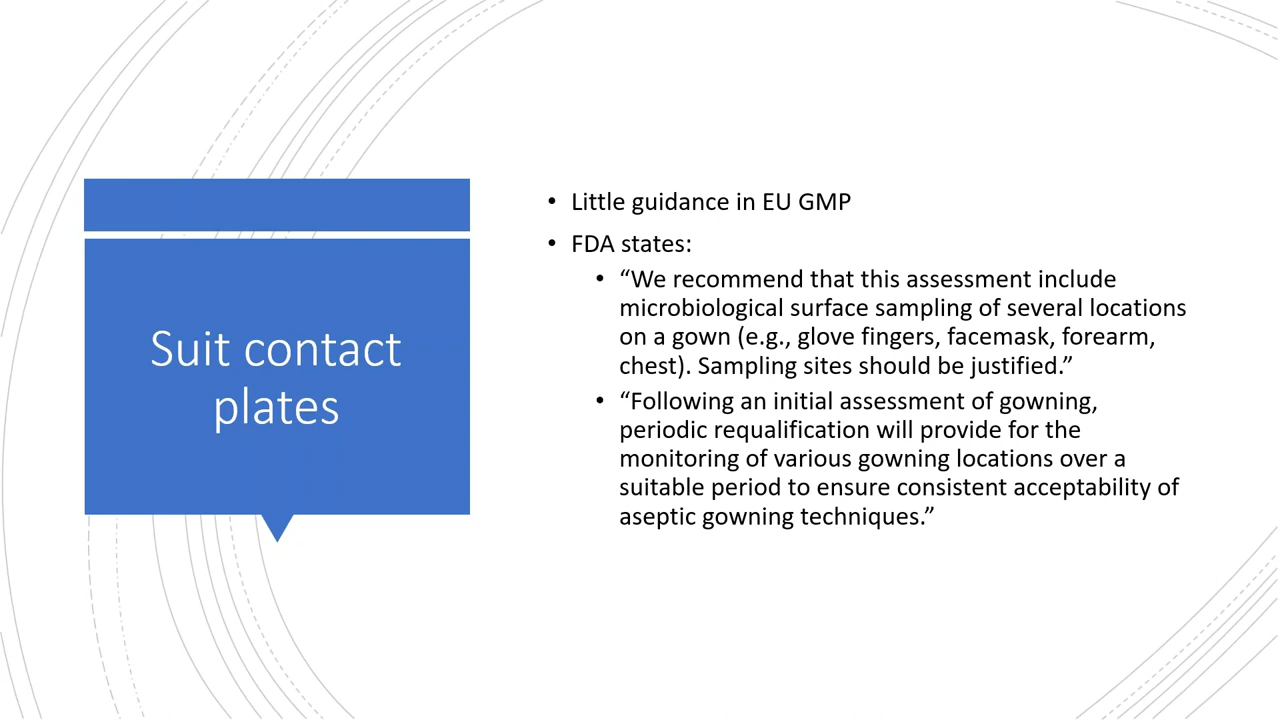 Suit contact
plates
• Little guidance in EU GMP
• FDA states:
• “We recommend that this assessment include
microbiological surface sampling of several locations
on a gown (e.g., glove fingers, facemask, forearm,
chest). Sampling sites should be justified.”
• “Following an initial assessment of gowning,
periodic requalification will provide for the
monitoring of various gowning locations over a
suitable period to ensure consistent acceptability of
aseptic gowning techniques.”